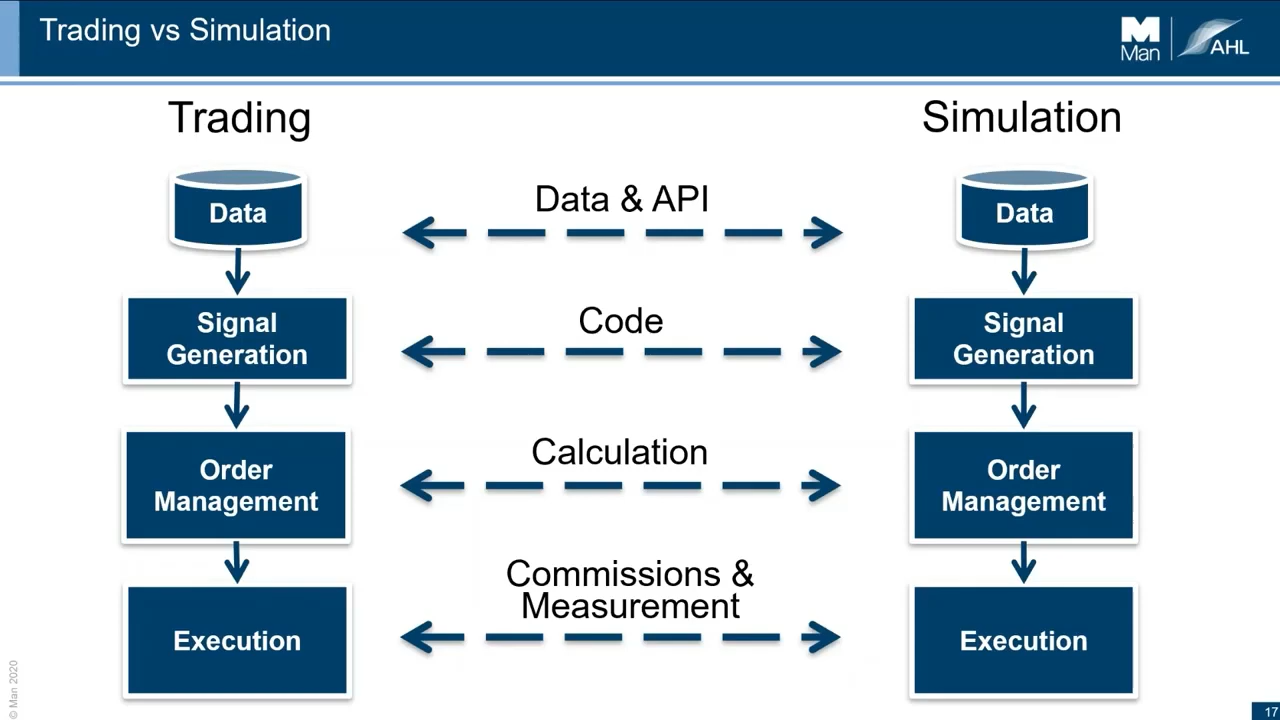 Trading vs Simulation
Man
AHL
Trading
Simulation
Data
Data & API
Data
Signal
Generation
Code
Signal
Generation
Order
Management
Calculation
Order
Management
Execution
Commissions &
Measurement
Execution
© Man 2020
17